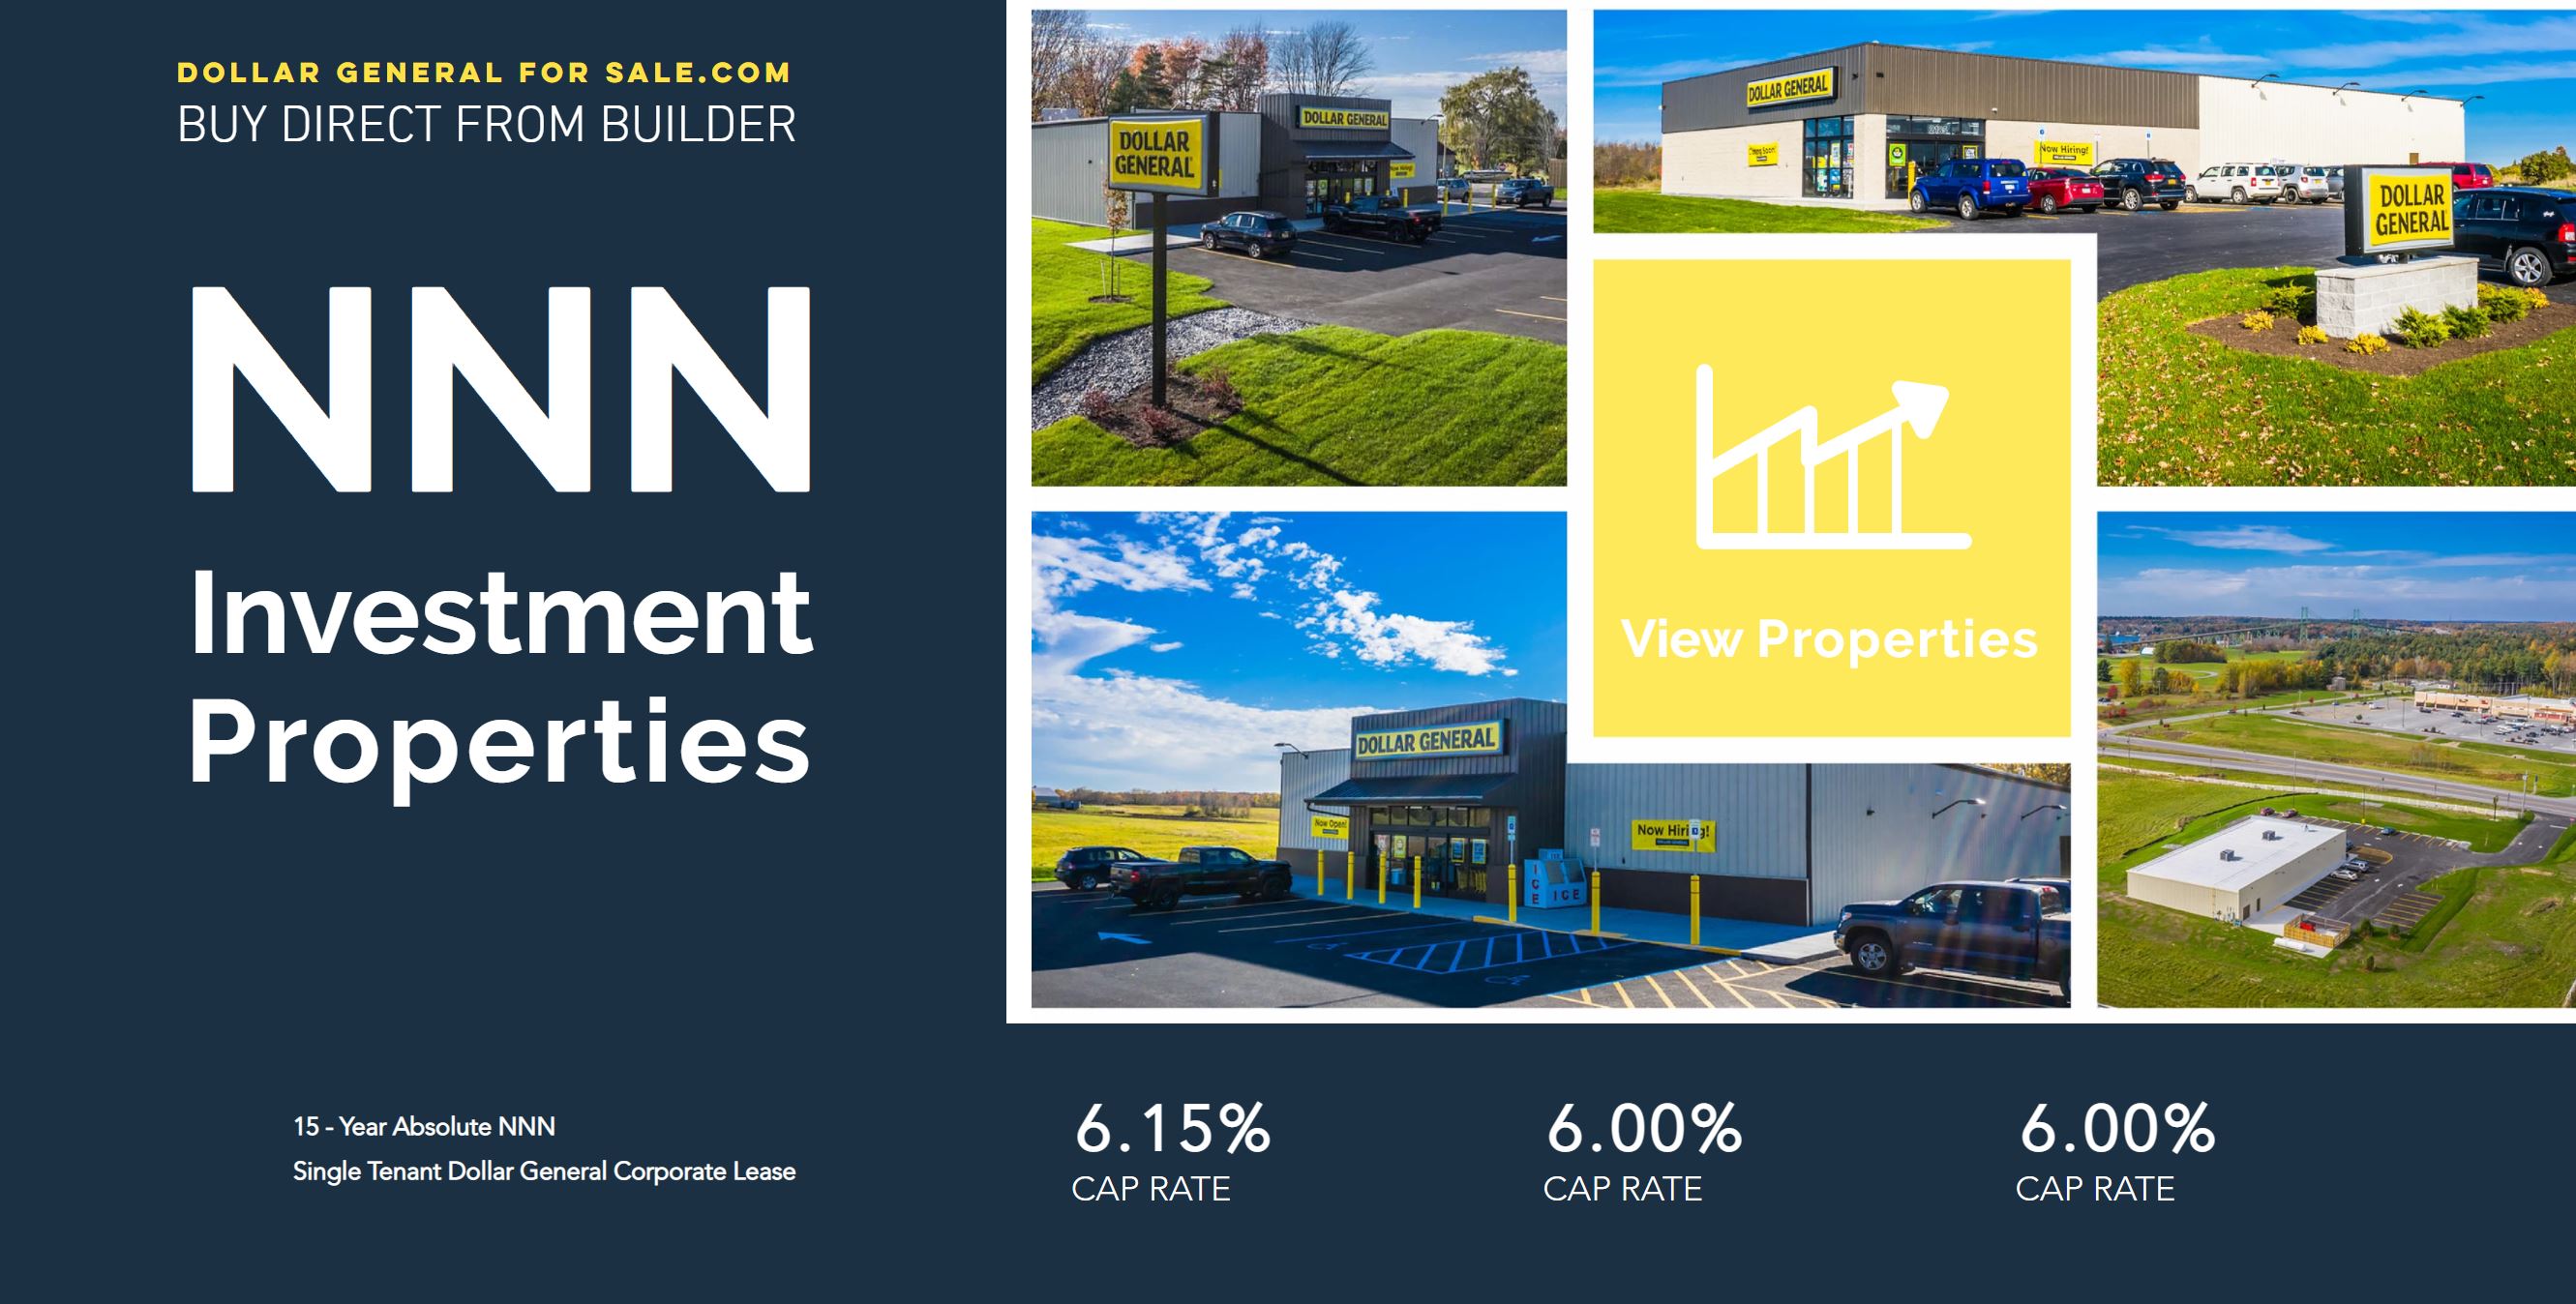 DOLLAR GENERAL FOR SALE.COM
BUY DIRECT FROM BUILDER
NNN
Investment
Properties
DOLLAR
GENERAL
DOLLAR GENERAL
DOLLAR GENERAL
Now Hiring!
DOLLAR
GENERAL
View Properties
DOLLAR GENERAL
Now Open!
Now Hiring!
ICE
ICE
15 - Year Absolute NNN
Single Tenant Dollar General Corporate Lease
6.15%
CAP RATE
6.00%
CAP RATE
6.00%
CAP RATE